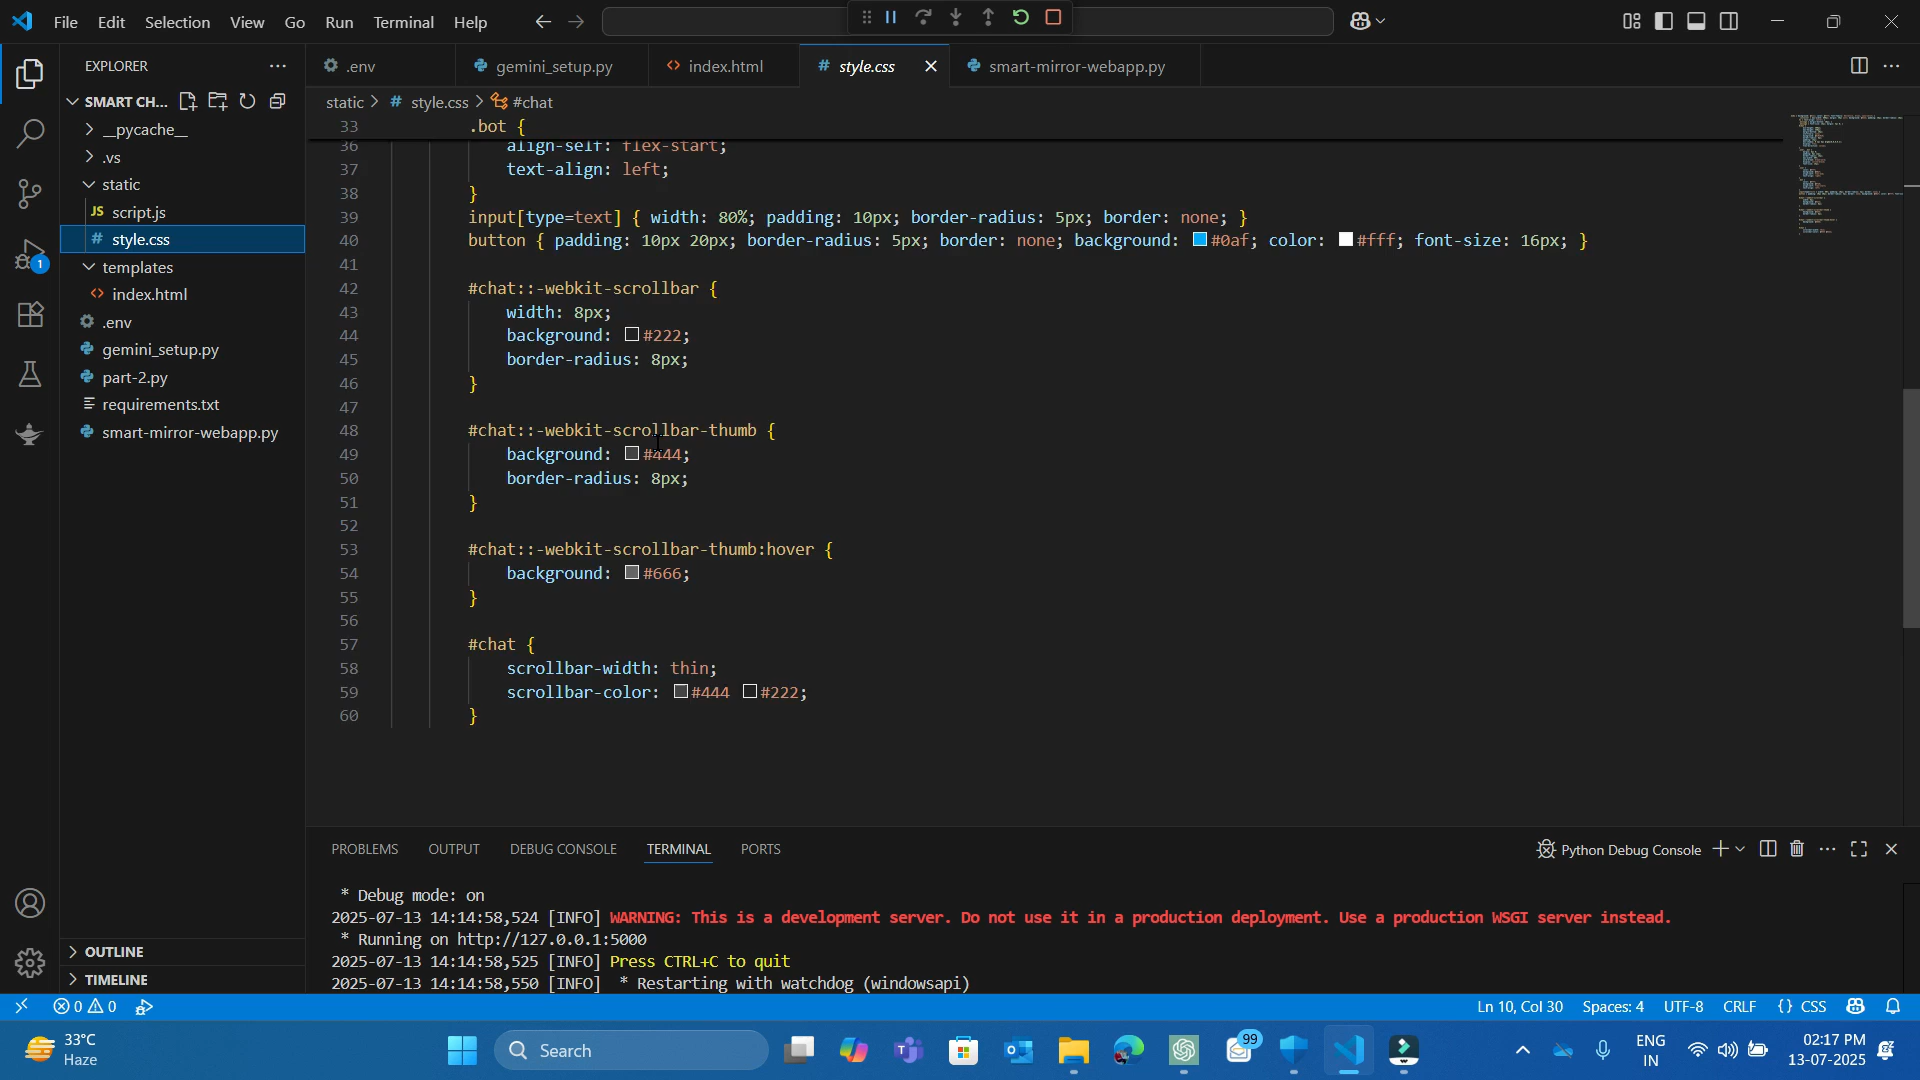 File Edit Selection View Go Run Terminal Help
EXPLORER
SMART CH...
__pycache__
.vs
static
JS script.js
# style.css
templates
<> index.html
.env
gemini_setup.py
part-2.py
requirements.txt
smart-mirror-webapp.py
OUTLINE
TIMELINE
1
.env
gemini_setup.py
<> index.html
# style.css
smart-mirror-webapp.py
static > # style.css > #chat
33 .bot {
36 align-self: flex-start;
37 text-align: left;
38 }
39 input[type=text] { width: 80%; padding: 10px; border-radius: 5px; border: none; }
40 button { padding: 10px 20px; border-radius: 5px; border: none; background: #0af; color: #fff; font-size: 16px; }
41
42 #chat::-webkit-scrollbar {
43 width: 8px;
44 background: #222;
45 border-radius: 8px;
46 }
47
48 #chat::-webkit-scrollbar-thumb {
49 background: #444;
50 border-radius: 8px;
51 }
52
53 #chat::-webkit-scrollbar-thumb:hover {
54 background: #666;
55 }
56
57 #chat {
58 scrollbar-width: thin;
59 scrollbar-color: #444 #222;
60 }
PROBLEMS OUTPUT DEBUG CONSOLE TERMINAL PORTS
Python Debug Console
* Debug mode: on
2025-07-13 14:14:58,524 [INFO] WARNING: This is a development server. Do not use it in a production deployment. Use a production WSGI server instead.
* Running on http://127.0.0.1:5000
2025-07-13 14:14:58,525 [INFO] Press CTRL+C to quit
2025-07-13 14:14:58,550 [INFO]  * Restarting with watchdog (windowsapi)
0 0
Ln 10, Col 30 Spaces: 4 UTF-8 CRLF {} CSS
33°C
Haze
Search
99
ENG
IN
02:17 PM
13-07-2025